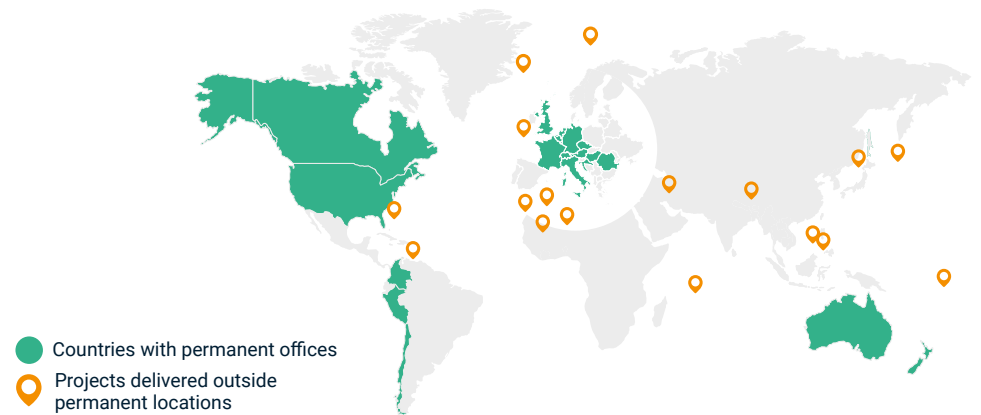 Countries with permanent offices
Projects delivered outside
permanent locations